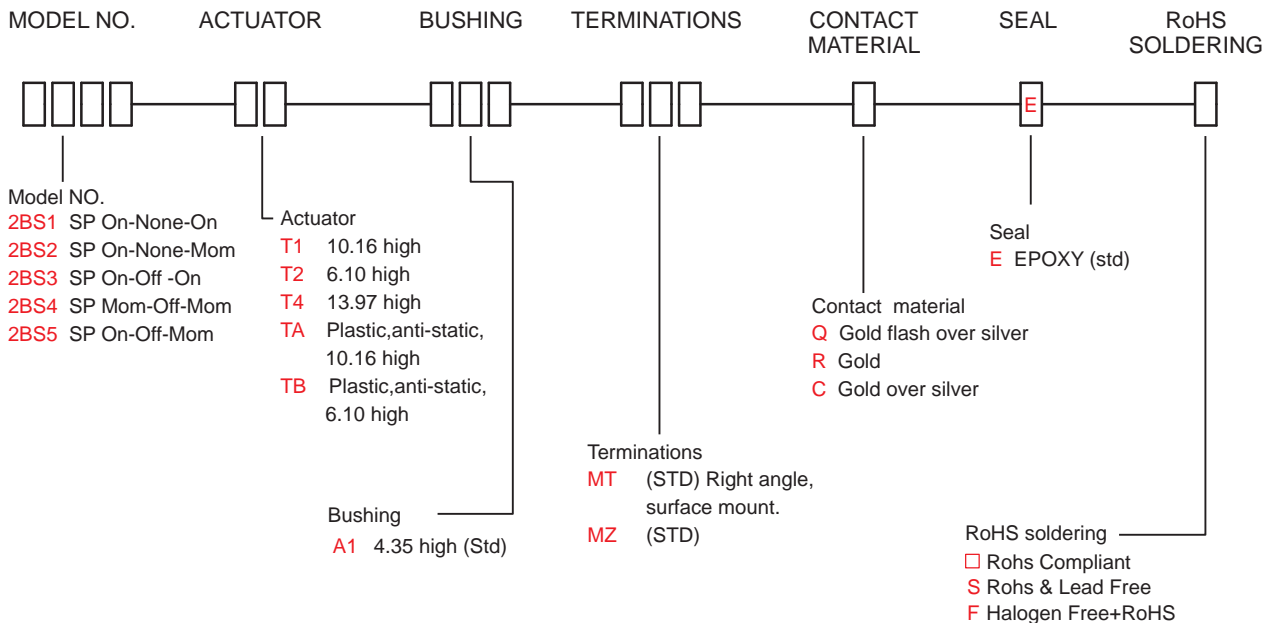 MODEL NO.
ACTUATOR
BUSHING
TERMINATIONS
CONTACT
MATERIAL
SEAL
RoHS
SOLDERING
E
Model NO.
2BS1 SP On-None-On
2BS2 SP On-None-Mom
2BS3 SP On-Off -On
2BS4 SP Mom-Off-Mom
2BS5 SP On-Off-Mom
Actuator
T1 10.16 high
T2 6.10 high
T4 13.97 high
TA Plastic,anti-static,
10.16 high
TB Plastic,anti-static,
6.10 high
Bushing
A1 4.35 high (Std)
Terminations
MT (STD) Right angle,
surface mount.
MZ (STD)
Contact material
Q Gold flash over silver
R Gold
C Gold over silver
Seal
E EPOXY (std)
RoHS soldering
□ Rohs Compliant
S Rohs & Lead Free
F Halogen Free+RoHS